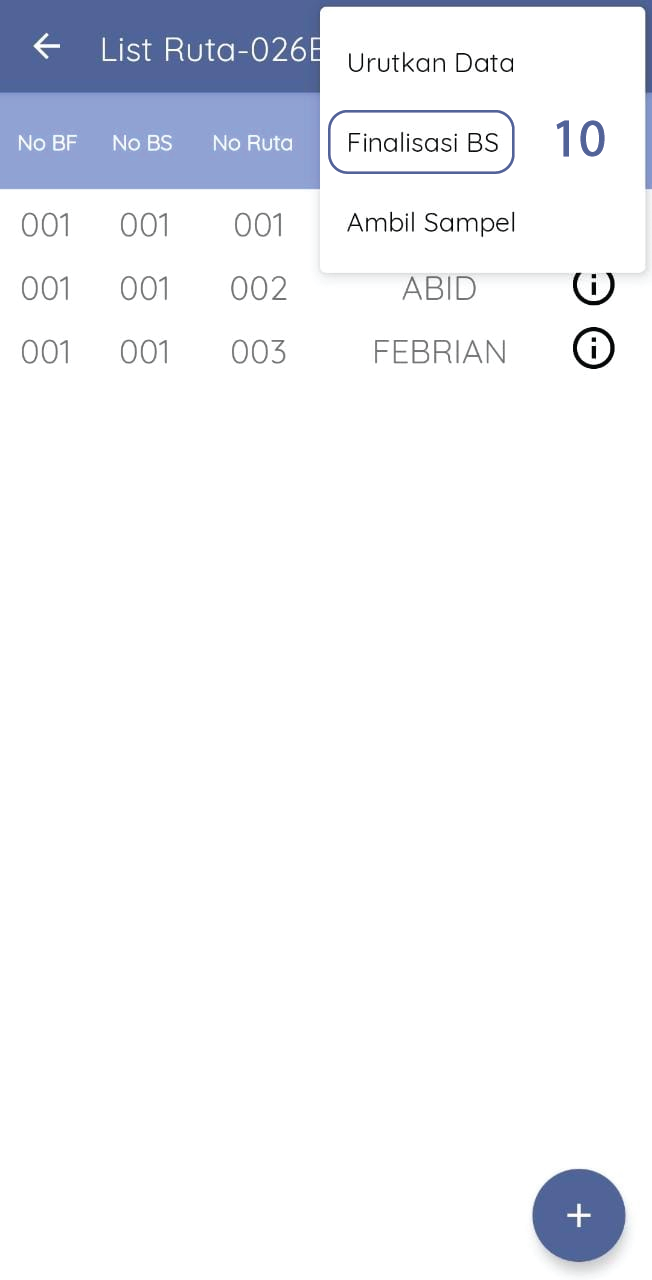 List Ruta-026B
Urutkan Data
Finalisasi BS 10
Ambil Sampel
No BF No BS No Ruta
001 001 001
001 001 002 ABID
001 001 003 FEBRIAN